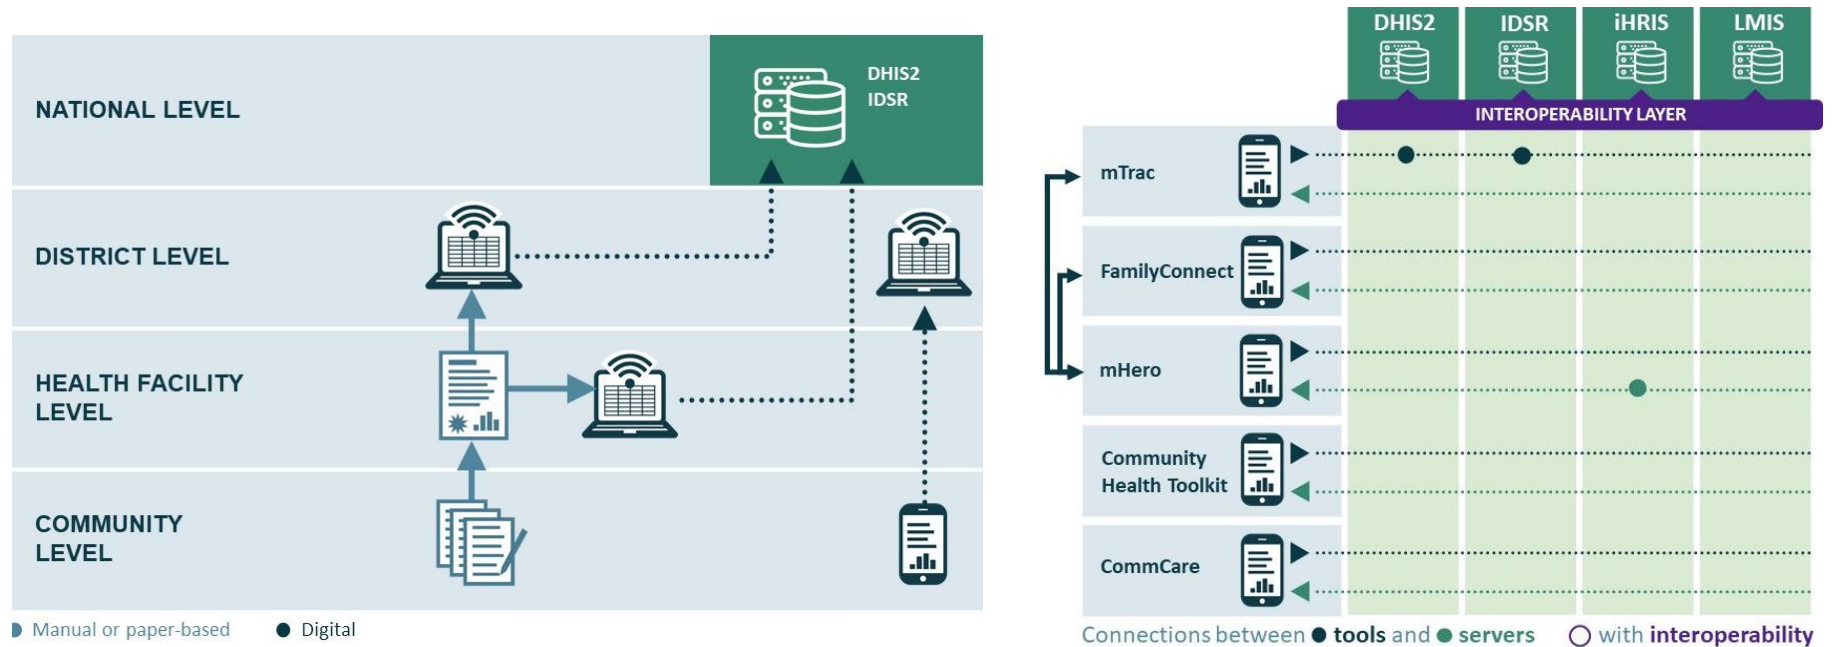 NATIONAL LEVEL
DHIS2
IDSR
DISTRICT LEVEL
HEALTH FACILITY
LEVEL
COMMUNITY
LEVEL
Manual or paper-based
Digital
DHIS2
IDSR
iHRIS
LMIS
INTEROPERABILITY LAYER
mTrac
FamilyConnect
mHero
Community
Health Toolkit
CommCare
Connections between tools and servers with interoperability